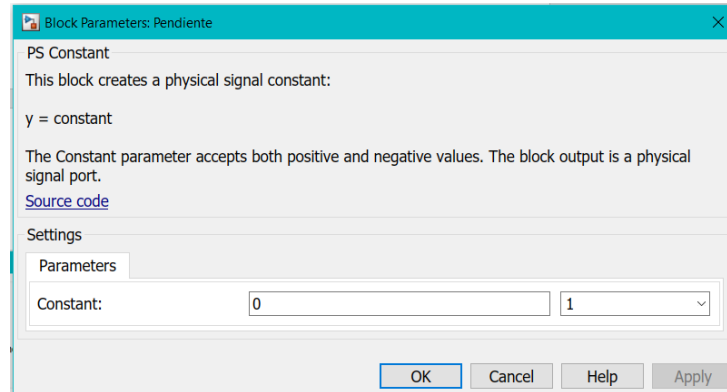 Block Parameters: Pendiente
PS Constant
This block creates a physical signal constant:
y = constant
The Constant parameter accepts both positive and negative values. The block output is a physical
signal port.
Source code
Settings
Parameters
Constant: 0 1
OK Cancel Help Apply